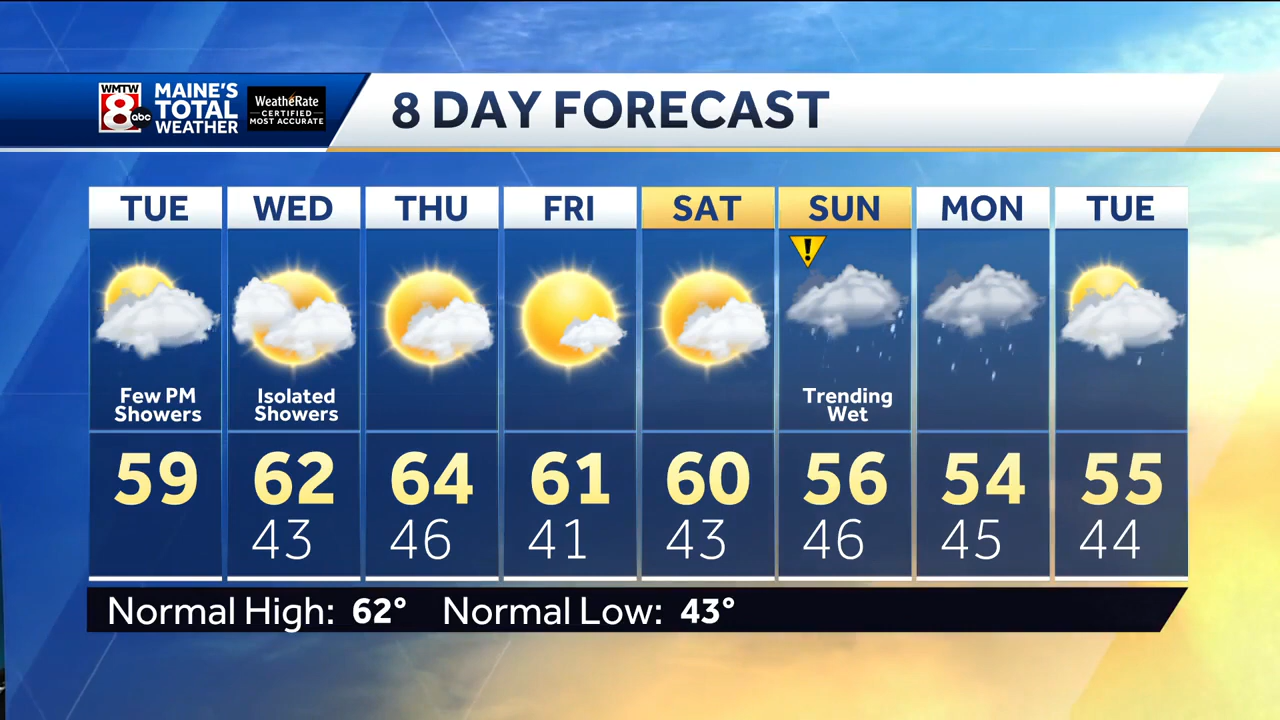 WMTW
8
abc
MAINE'S
TOTAL
WEATHER
WeatheRate
CERTIFIED
MOST ACCURATE
8 DAY FORECAST
TUE WED THU FRI SAT SUN MON TUE
!
Few PM
Showers
Isolated
Showers
Trending
Wet
59 62 64 61 60 56 54 55
43 46 41 43 46 45 44
Normal High: 62° Normal Low: 43°